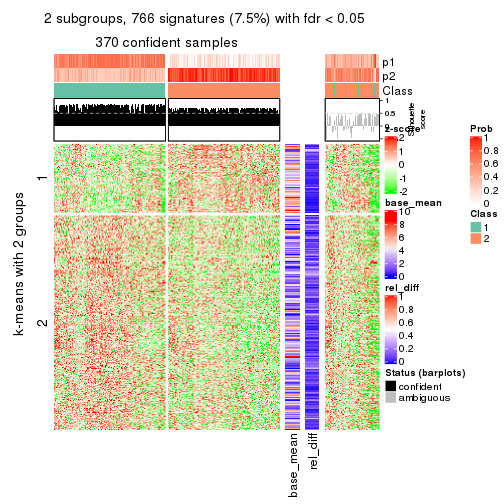 2 subgroups, 766 signatures (7.5%) with fdr < 0.05
370 confident samples
p1
p2
Class
1
0.5
0
Silhouette
score
k-means with 2 groups
1
2
base_mean
rel_diff
z-score
2
1
0
-1
-2
base_mean
10
8
6
4
2
0
rel_diff
1
0.8
0.6
0.4
0.2
0
Status (barplots)
confident
ambiguous
Prob
1
0.8
0.6
0.4
0.2
0
Class
1
2